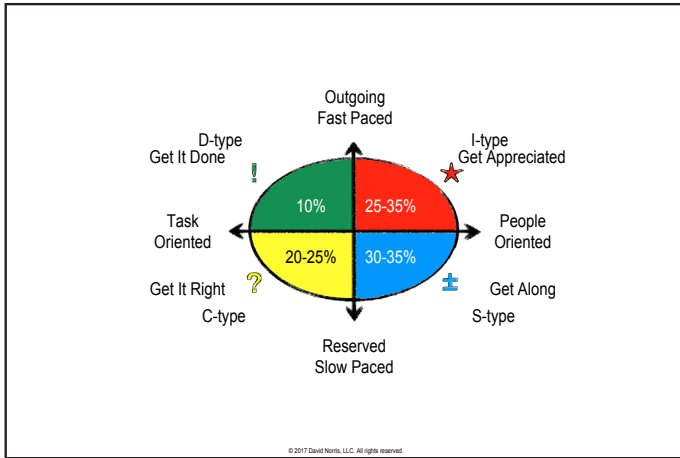 Outgoing
Fast Paced
D-type
Get It Done
!
I-type
Get Appreciated
10%
25-35%
Task
Oriented
People
Oriented
20-25%
30-35%
Get It Right
?
C-type
±
Get Along
S-type
Reserved
Slow Paced
© 2017 David Norris, LLC. All rights reserved.